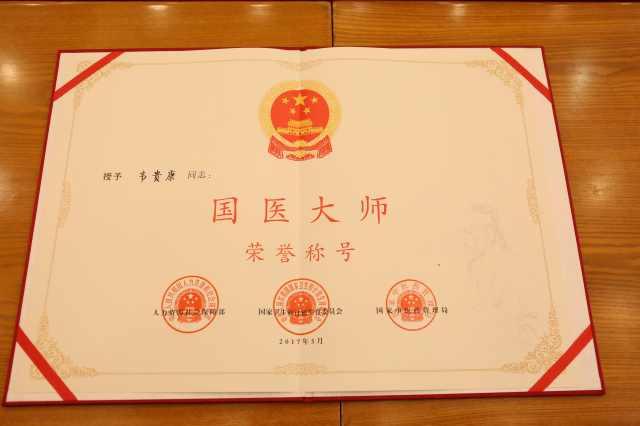 授予 韦贵康 同志：
国医大师
荣誉称号
人力资源社会保障部
国家卫生和计划生育委员会
国家中医药管理局
2017年5月